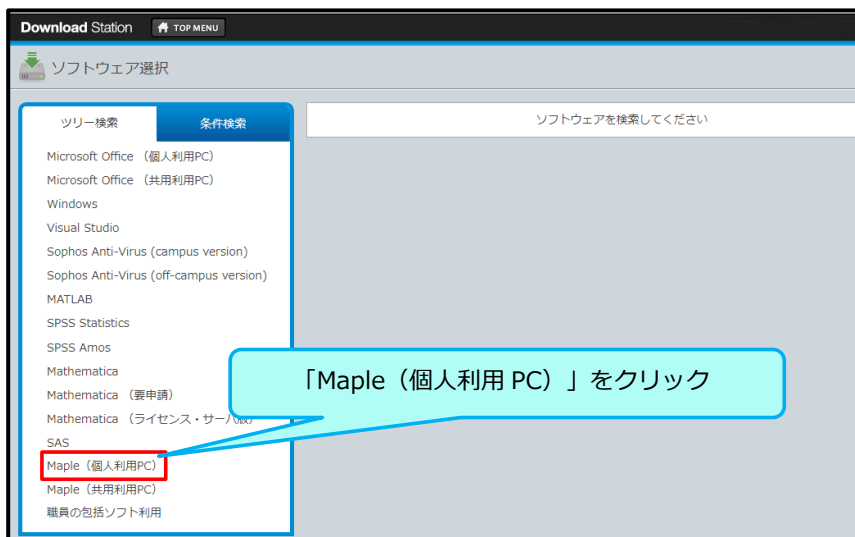 Download Station TOP MENU
ソフトウェア選択
ツリー検索 条件検索
ソフトウェアを検索してください
Microsoft Office （個人利用PC）
Microsoft Office （共用利用PC）
Windows
Visual Studio
Sophos Anti-Virus (campus version)
Sophos Anti-Virus (off-campus version)
MATLAB
SPSS Statistics
SPSS Amos
Mathematica
「Maple（個人利用 PC）」をクリック
Mathematica （要申請）
Mathematica （ライセンス・サーバ版）
SAS
Maple（個人利用PC）
Maple（共用利用PC）
職員の包括ソフト利用